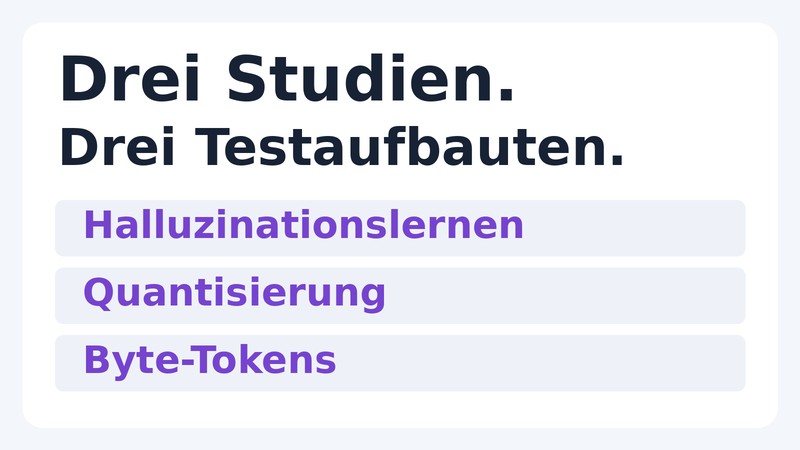 Drei Studien.
Drei Testaufbauten.
Halluzinationslernen
Quantisierung
Byte-Tokens